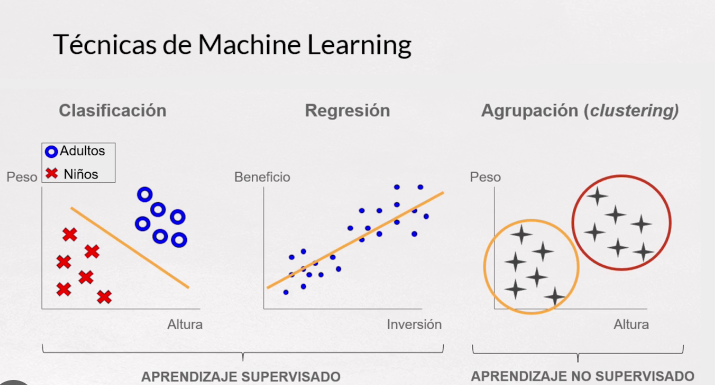 Técnicas de Machine Learning
Clasificación
Regresión
Agrupación (clustering)
Adultos
Niños
Peso
Altura
Beneficio
Inversión
Peso
Altura
APRENDIZAJE SUPERVISADO
APRENDIZAJE NO SUPERVISADO